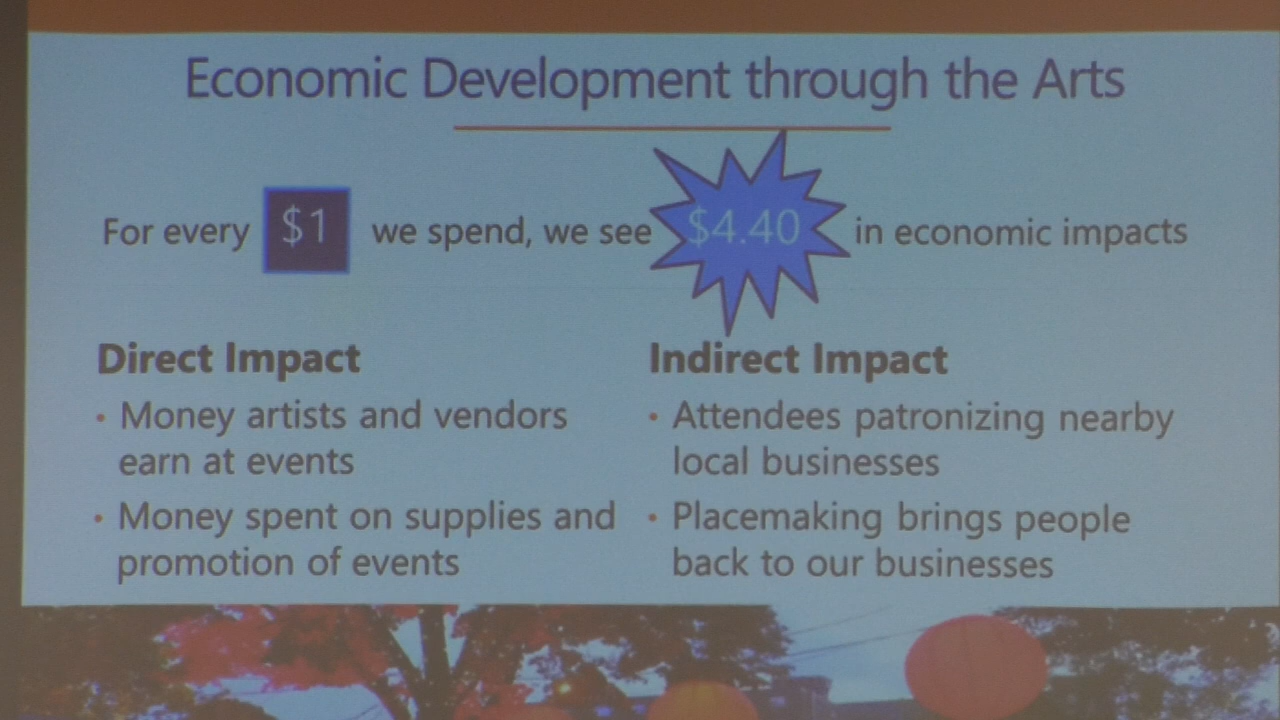 Economic Development through the Arts
For every $1 we spend, we see $4.40 in economic impacts
Direct Impact
• Money artists and vendors
earn at events
• Money spent on supplies and
promotion of events
Indirect Impact
• Attendees patronizing nearby
local businesses
• Placemaking brings people
back to our businesses